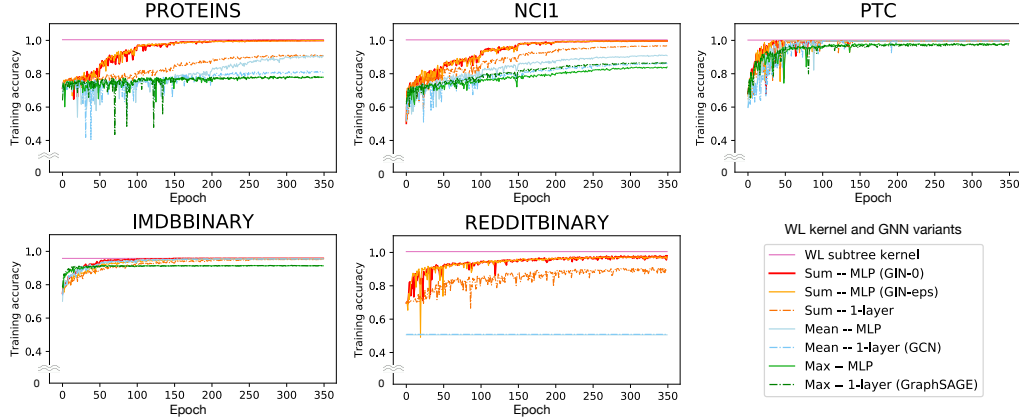 PROTEINS
Training accuracy
1.0
0.8
0.6
0.4
0
0 50 100 150 200 250 300 350
Epoch
NCI1
Training accuracy
1.0
0.8
0.6
0.4
0
0 50 100 150 200 250 300 350
Epoch
PTC
Training accuracy
1.0
0.8
0.6
0.4
0
0 50 100 150 200 250 300 350
Epoch
IMDBBINARY
Training accuracy
1.0
0.8
0.6
0.4
0
0 50 100 150 200 250 300 350
Epoch
REDDITBINARY
Training accuracy
1.0
0.8
0.6
0.4
0
0 50 100 150 200 250 300 350
Epoch
WL kernel and GNN variants
WL subtree kernel
Sum -- MLP (GIN-0)
Sum -- MLP (GIN-eps)
Sum -- 1-layer
Mean -- MLP
Mean -- 1-layer (GCN)
Max – MLP
Max – 1-layer (GraphSAGE)